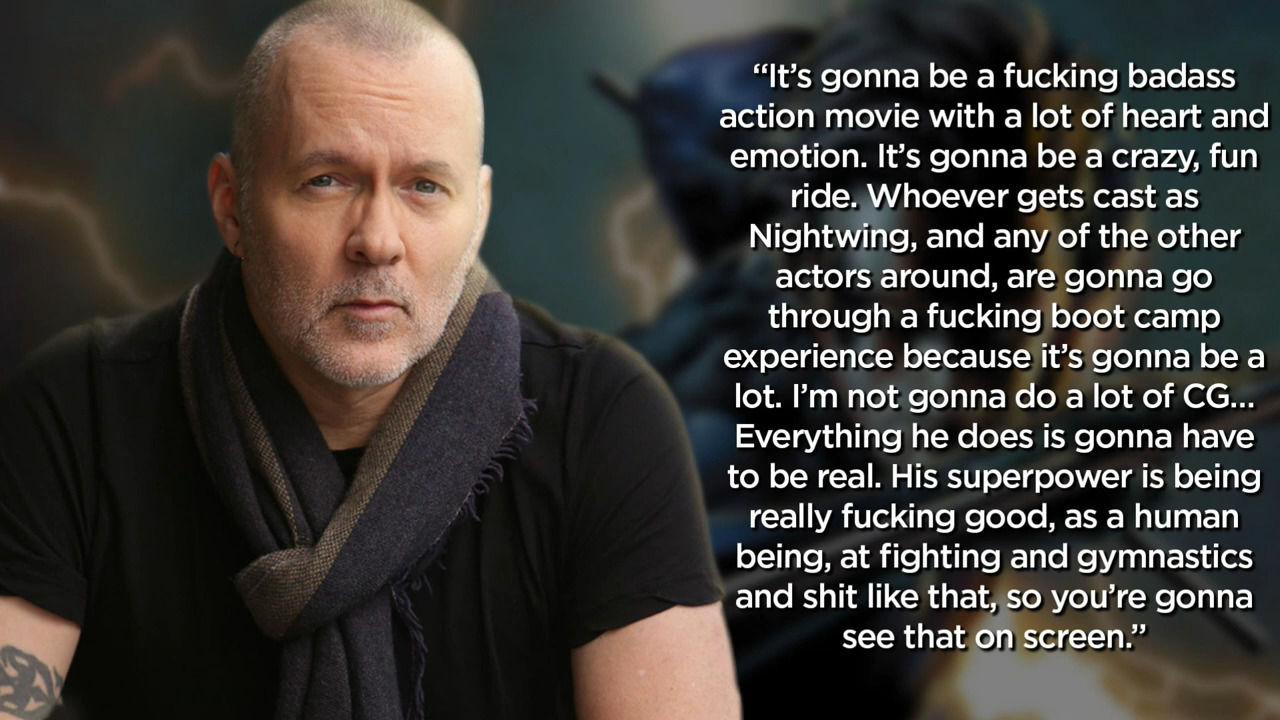 “It’s gonna be a fucking badass
action movie with a lot of heart and
emotion. It’s gonna be a crazy, fun
ride. Whoever gets cast as
Nightwing, and any of the other
actors around, are gonna go
through a fucking boot camp
experience because it’s gonna be a
lot. I’m not gonna do a lot of CG...
Everything he does is gonna have
to be real. His superpower is being
really fucking good, as a human
being, at fighting and gymnastics
and shit like that, so you’re gonna
see that on screen.”